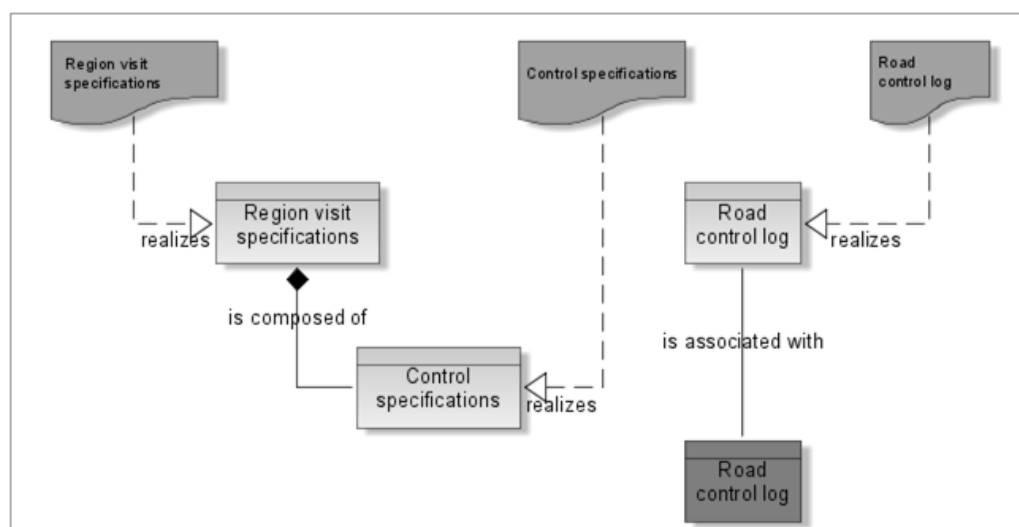 Region visit
specifications
Control specifications
Road
control log
Region visit
specifications
realizes
Road
control log
realizes
is composed of
Control
specifications
realizes
is associated with
Road
control log